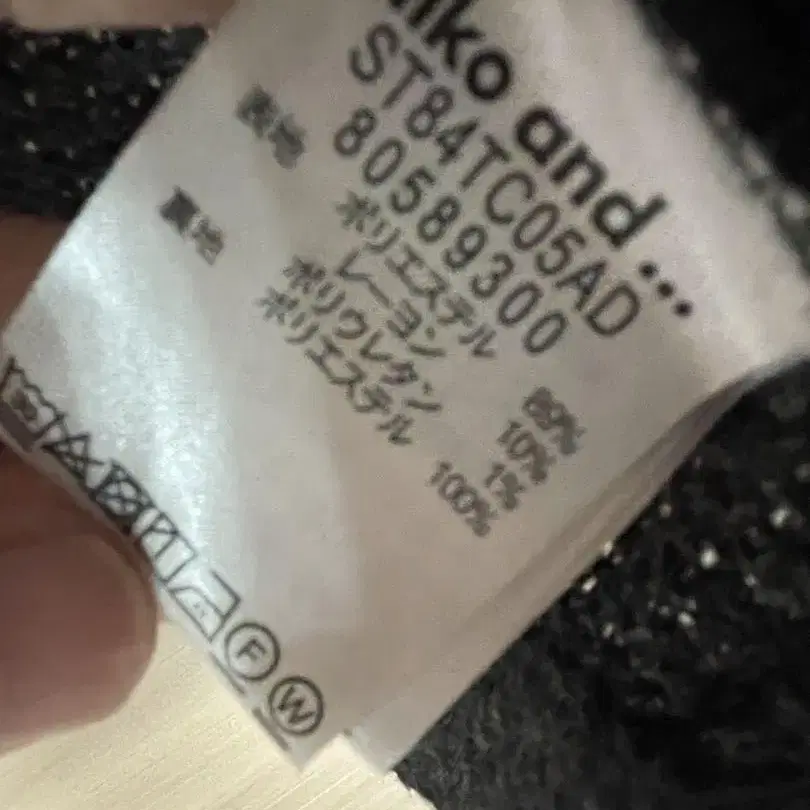 niko and...
ST84TC05AD
80589300
表地 ポリエステル 89%
レーヨン 10%
ポリウレタン 1%
裏地 ポリエステル 100%
F W